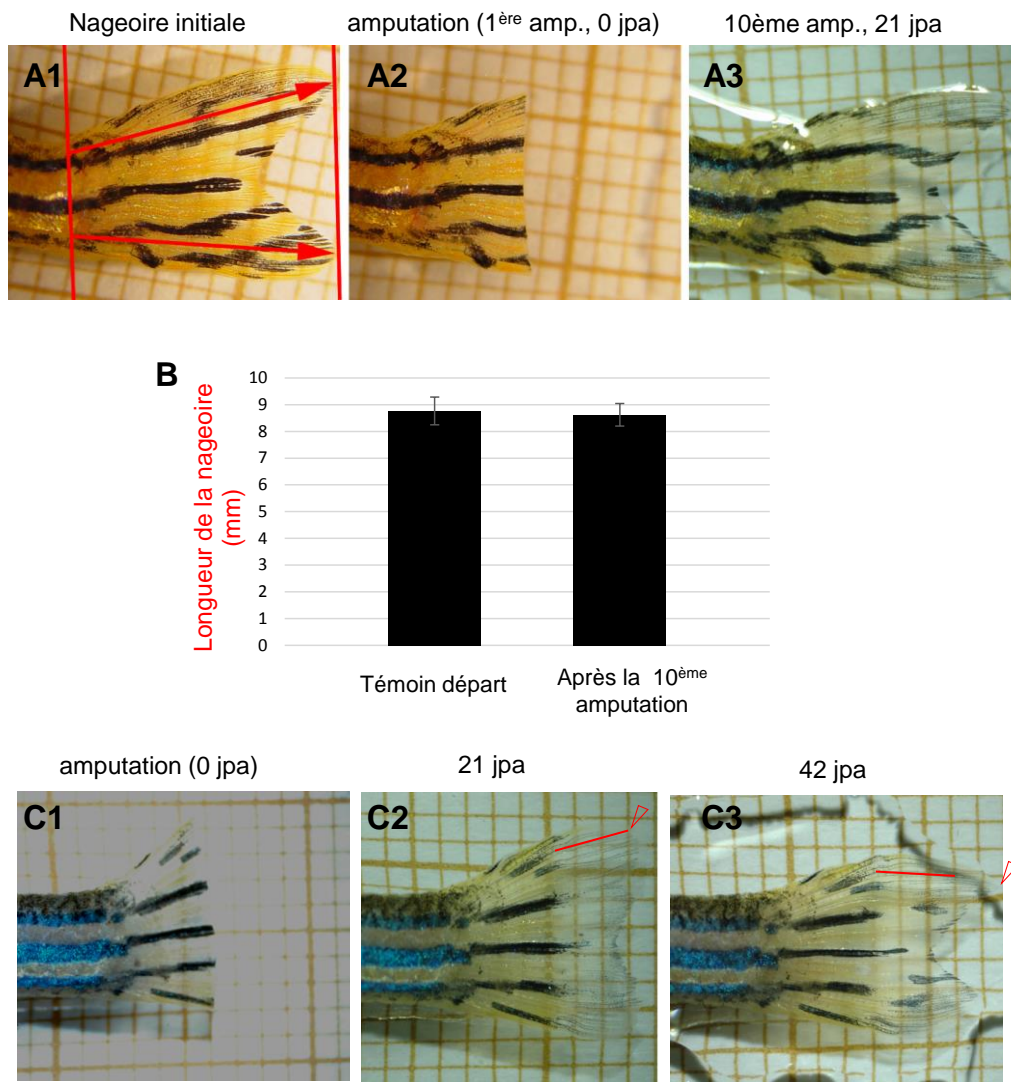 Nageoire initiale
amputation (1ère amp., 0 jpa)
10ème amp., 21 jpa
A1
A2
A3
B
Longueur de la nageoire
(mm)
10
9
8
7
6
5
4
3
2
1
0
Témoin départ
Après la 10ème
amputation
amputation (0 jpa)
21 jpa
42 jpa
C1
C2
C3